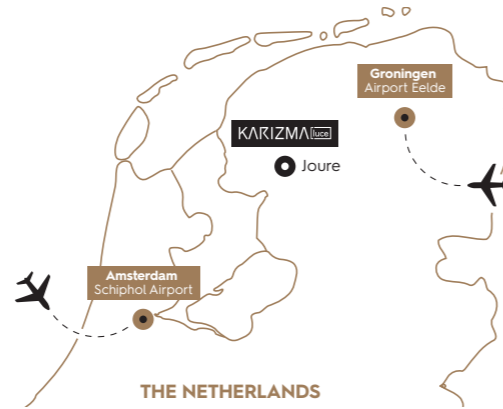 Groningen
Airport Eelde
KARIZMA luce
Joure
Amsterdam
Schiphol Airport
THE NETHERLANDS